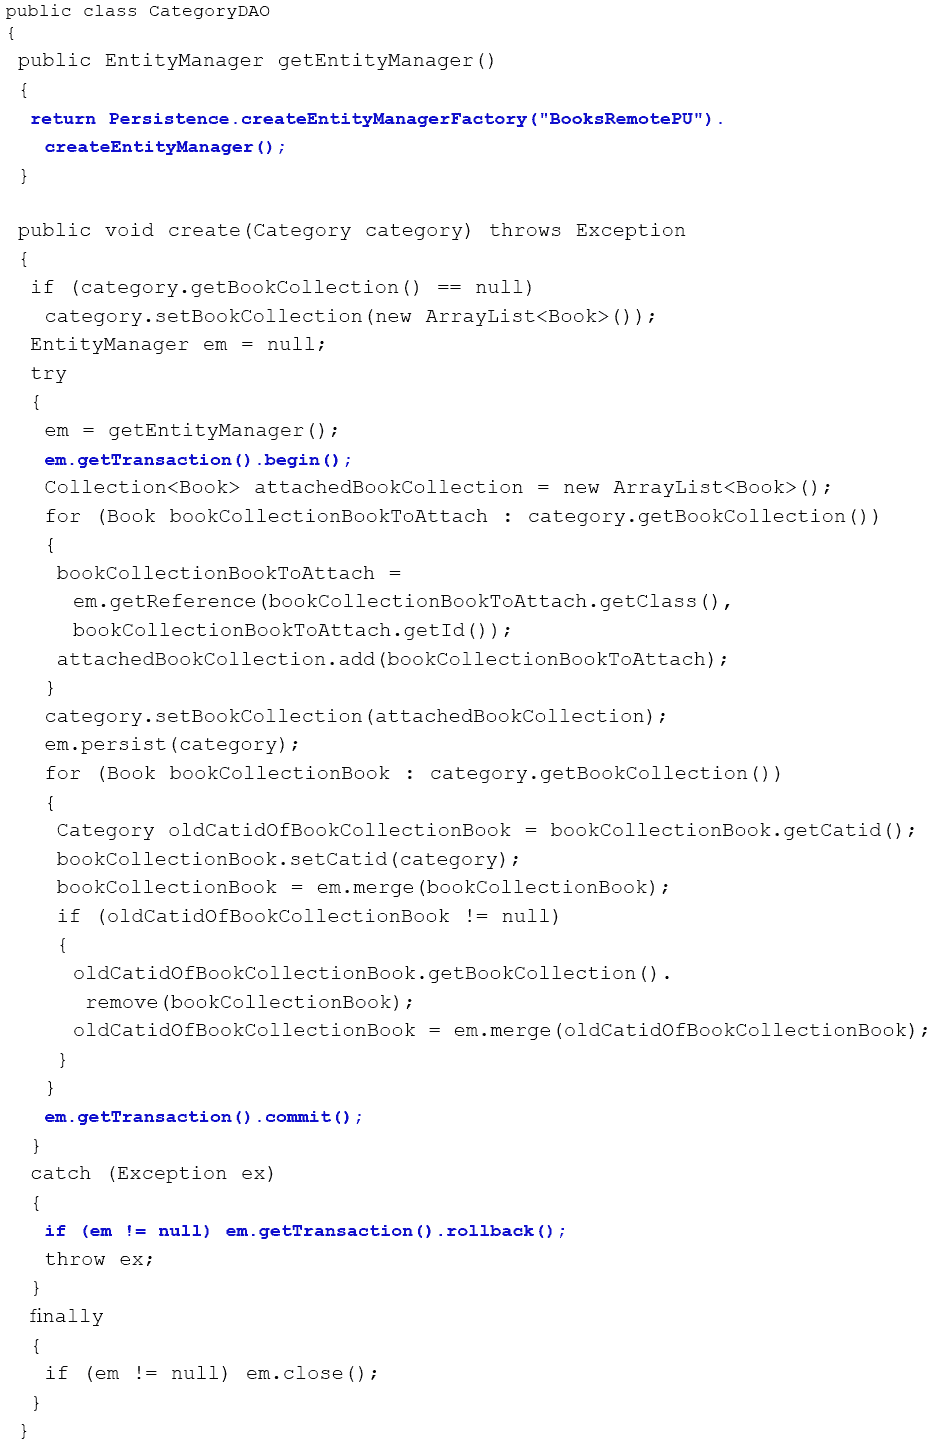 public class CategoryDAO
{
public EntityManager getEntityManager()
{
return Persistence.createEntityManagerFactory("BooksRemotePU").
createEntityManager();
}
public void create(Category category) throws Exception
{
if (category.getBookCollection() == null)
category.setBookCollection(new ArrayList<Book>());
EntityManager em = null;
try
{
em = getEntityManager();
em.getTransaction().begin();
Collection<Book> attachedBookCollection = new ArrayList<Book>();
for (Book bookCollectionBookToAttach : category.getBookCollection())
{
bookCollectionBookToAttach =
em.getReference(bookCollectionBookToAttach.getClass(),
bookCollectionBookToAttach.getId());
attachedBookCollection.add(bookCollectionBookToAttach);
}
category.setBookCollection(attachedBookCollection);
em.persist(category);
for (Book bookCollectionBook : category.getBookCollection())
{
Category oldCatidOfBookCollectionBook = bookCollectionBook.getCatid();
bookCollectionBook.setCatid(category);
bookCollectionBook = em.merge(bookCollectionBook);
if (oldCatidOfBookCollectionBook != null)
{
oldCatidOfBookCollectionBook.getBookCollection().
remove(bookCollectionBook);
oldCatidOfBookCollectionBook = em.merge(oldCatidOfBookCollectionBook);
}
}
em.getTransaction().commit();
}
catch (Exception ex)
{
if (em != null) em.getTransaction().rollback();
throw ex;
}
finally
{
if (em != null) em.close();
}
}